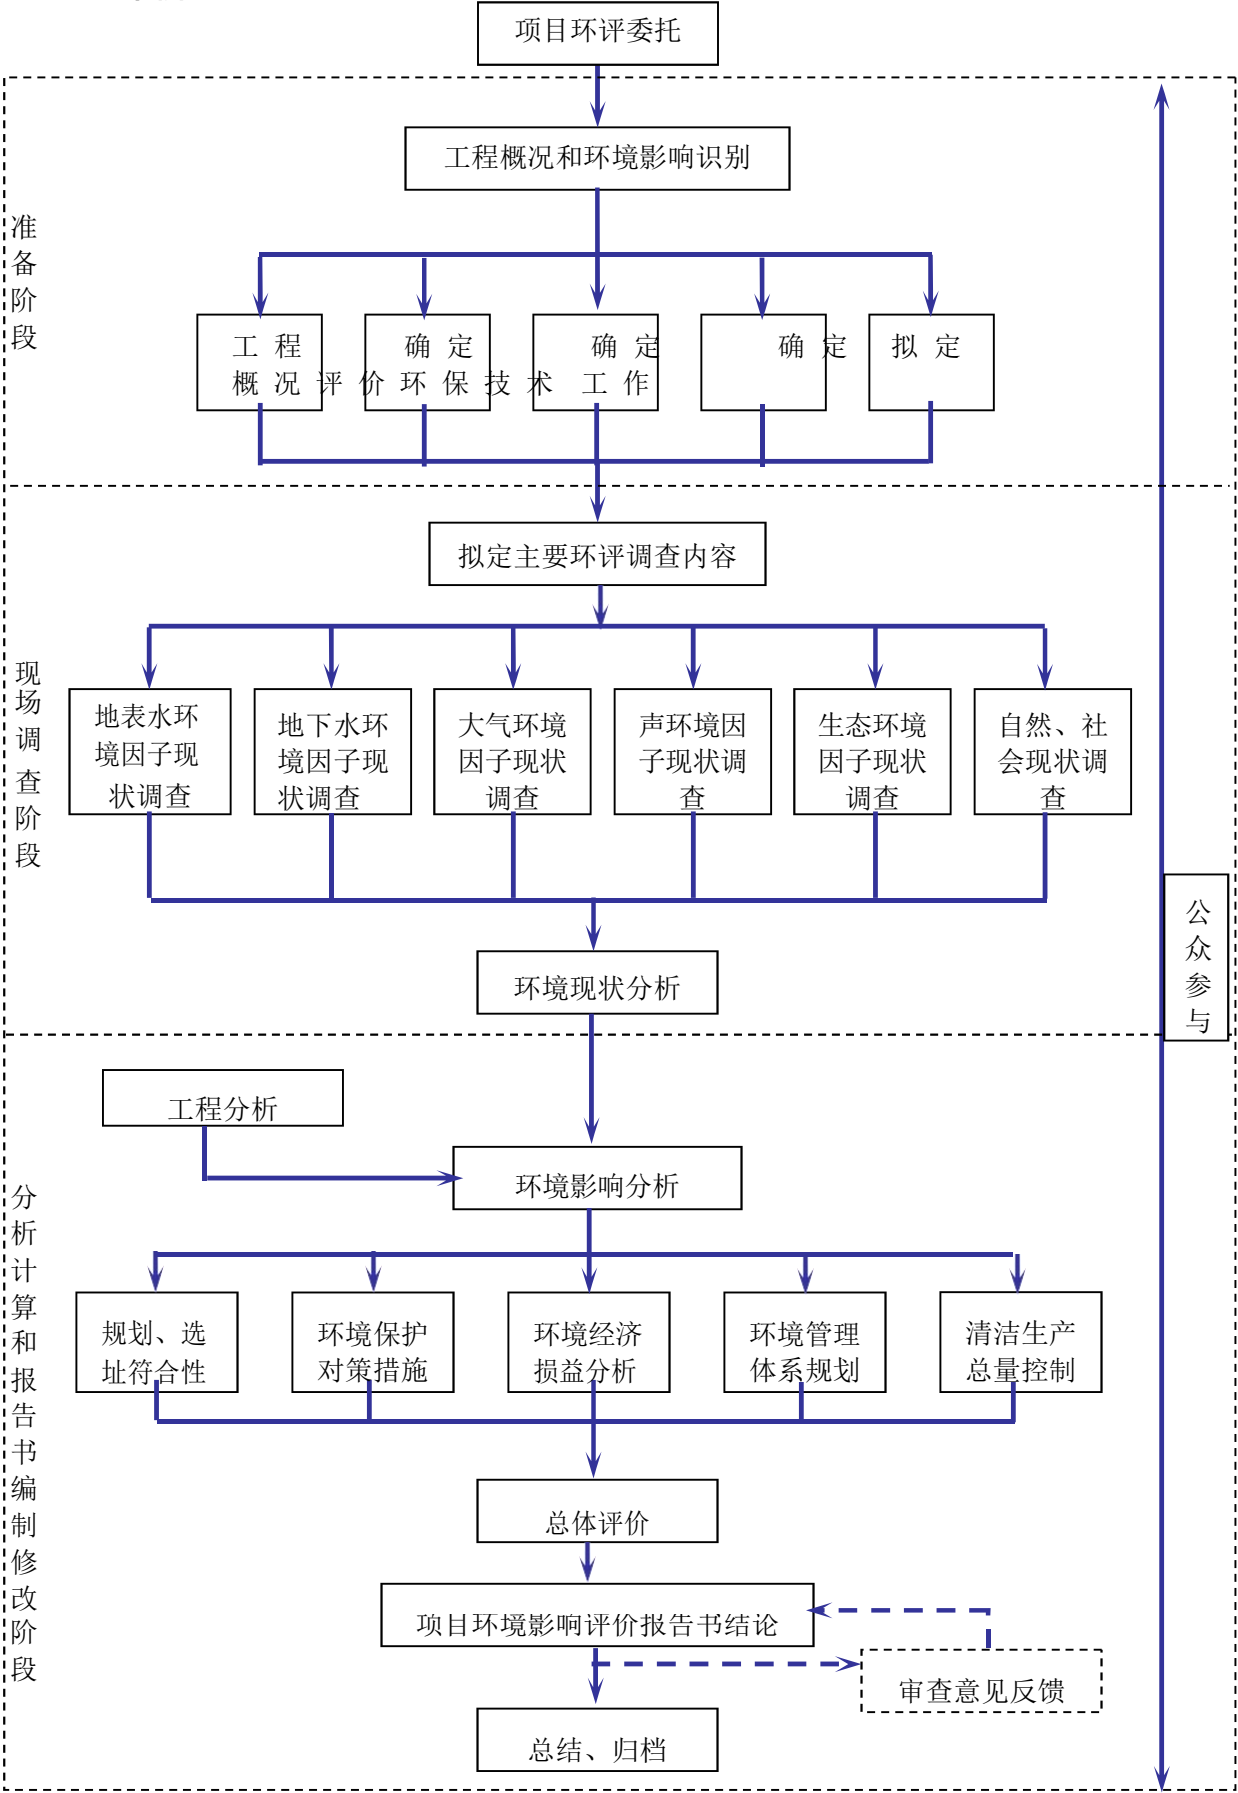 项目环评委托
工程概况和环境影响识别
准
备
阶
段
工程 确定 确定 确定 拟定
概况评价环保技术 工作
拟定主要环评调查内容
现
场
调
查
阶
段
地表水环
境因子现
状调查
地下水环
境因子现
状调查
大气环境
因子现状
调查
声环境因
子现状调
查
生态环境
因子现状
调查
自然、社
会现状调
查
公
众
参
与
环境现状分析
工程分析
环境影响分析
分
析
计
算
和
报
告
书
编
制
修
改
阶
段
规划、选
址符合性
环境保护
对策措施
环境经济
损益分析
环境管理
体系规划
清洁生产
总量控制
总体评价
项目环境影响评价报告书结论
审查意见反馈
总结、归档